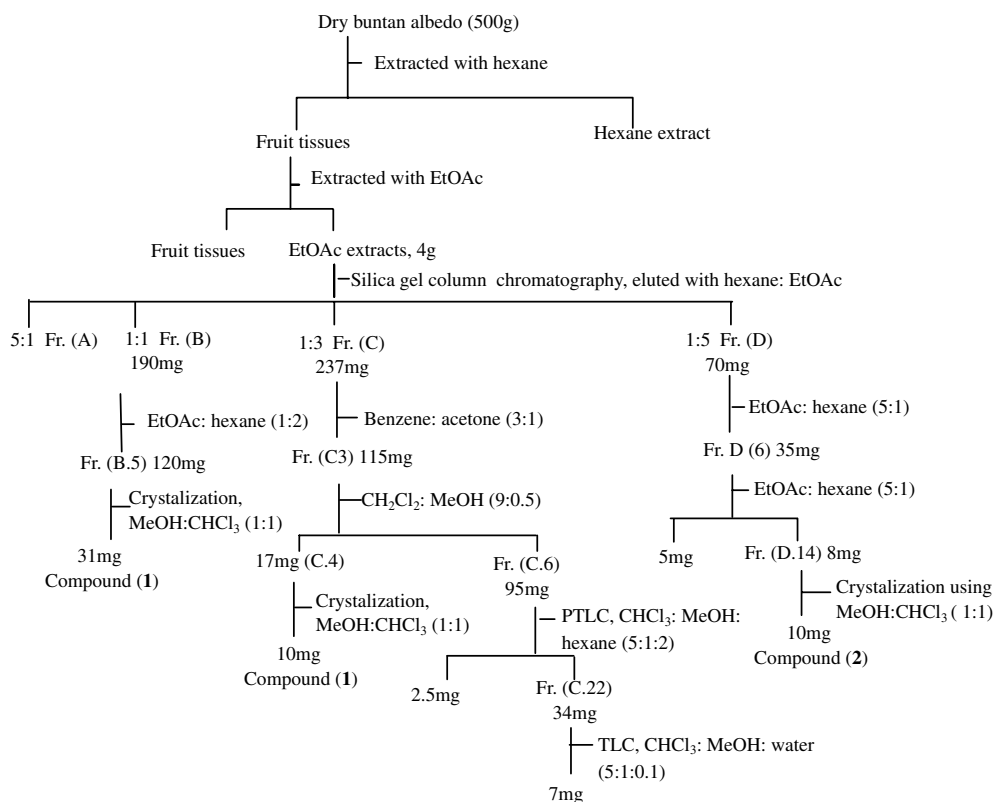 Dry buntan albedo (500g)
Extracted with hexane
Fruit tissues
Hexane extract
Extracted with EtOAc
Fruit tissues
EtOAc extracts, 4g
Silica gel column chromatography, eluted with hexane: EtOAc
5:1 Fr. (A)
1:1 Fr. (B)
190mg
1:3 Fr. (C)
237mg
1:5 Fr. (D)
70mg
EtOAc: hexane (1:2)
Benzene: acetone (3:1)
EtOAc: hexane (5:1)
Fr. (B.5) 120mg
Fr. (C3) 115mg
Fr. D (6) 35mg
Crystalization,
MeOH:CHCl₃ (1:1)
CH₂Cl₂: MeOH (9:0.5)
EtOAc: hexane (5:1)
31mg
Compound (1)
17mg (C.4)
Fr. (C.6)
95mg
5mg
Fr. (D.14) 8mg
Crystalization,
MeOH:CHCl₃ (1:1)
PTLC, CHCl₃: MeOH:
hexane (5:1:2)
Crystalization using
MeOH:CHCl₃ ( 1:1)
10mg
Compound (1)
10mg
Compound (2)
2.5mg
Fr. (C.22)
34mg
TLC, CHCl₃: MeOH: water
(5:1:0.1)
7mg